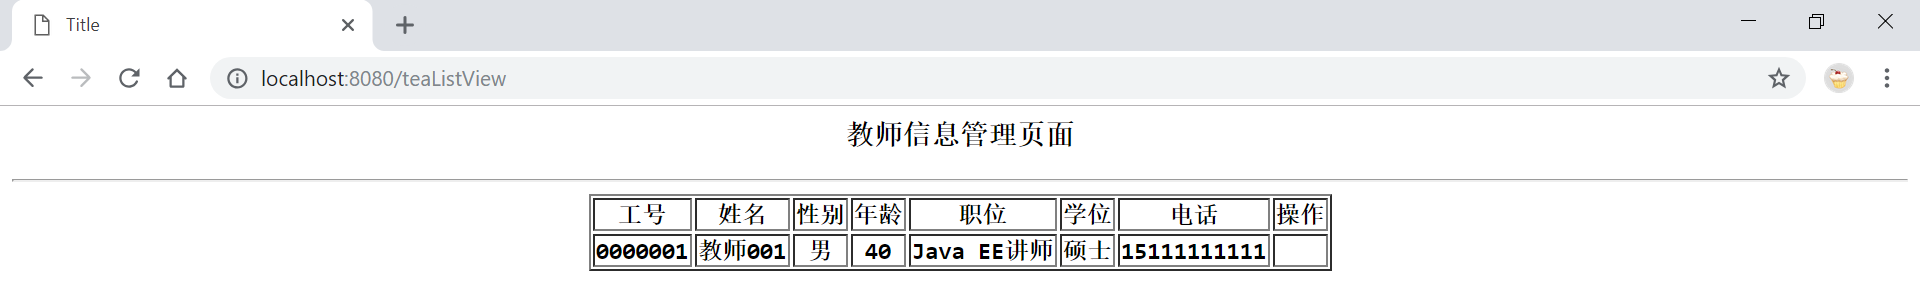 Title
localhost:8080/teaListView
教师信息管理页面
工号 姓名 性别 年龄 职位 学位 电话 操作
0000001 教师001 男 40 Java EE讲师 硕士 15111111111